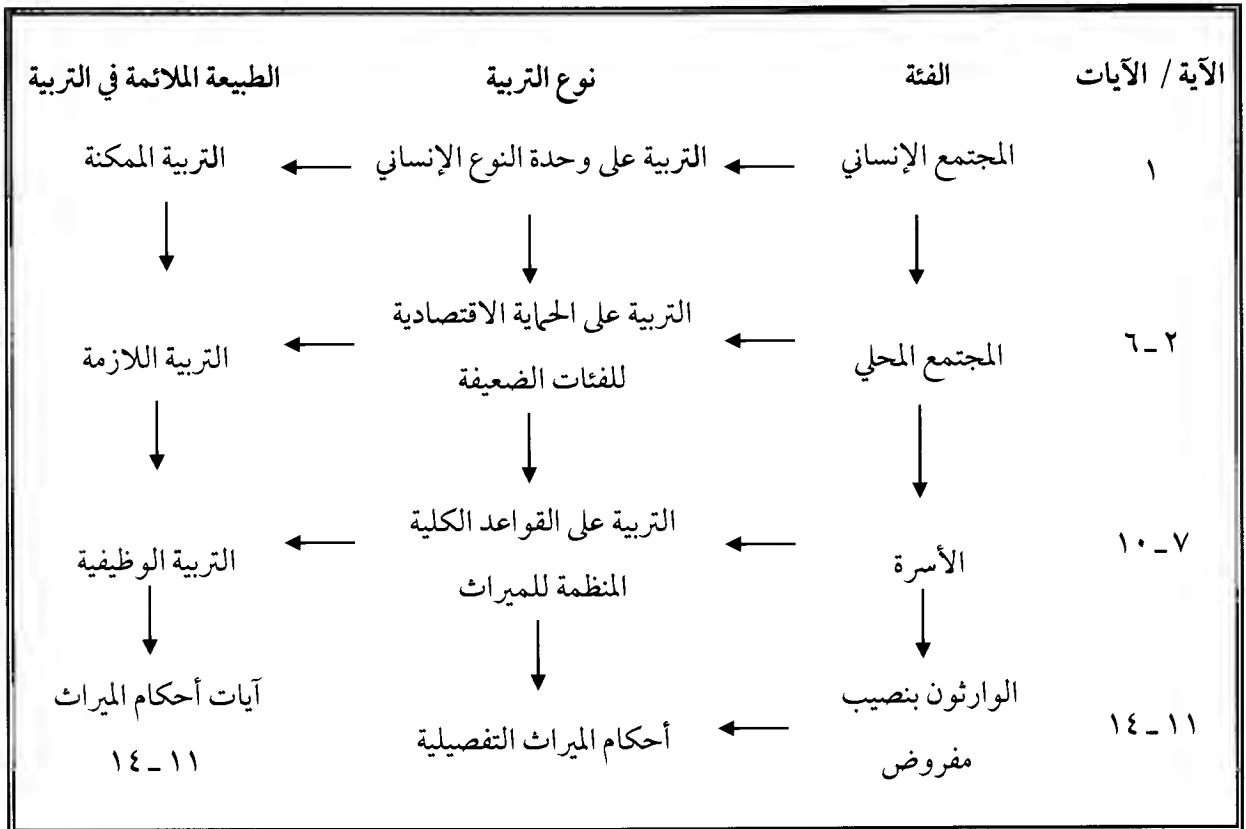 الآية / الآيات الفئة نوع التربية الطبيعة الملائمة في التربية
١ المجتمع الإنساني التربية على وحدة النوع الإنساني التربية الممكنة
٢ – ٦ المجتمع المحلي التربية على الحماية الاقتصادية التربية اللازمة
للفئات الضعيفة
٧ – ١٠ الأسرة التربية على القواعد الكلية التربية الوظيفية
المنظمة للميراث
١١ – ١٤ الوارثون بنصيب أحكام الميراث التفصيلية آيات أحكام الميراث
مفروض ١١ – ١٤